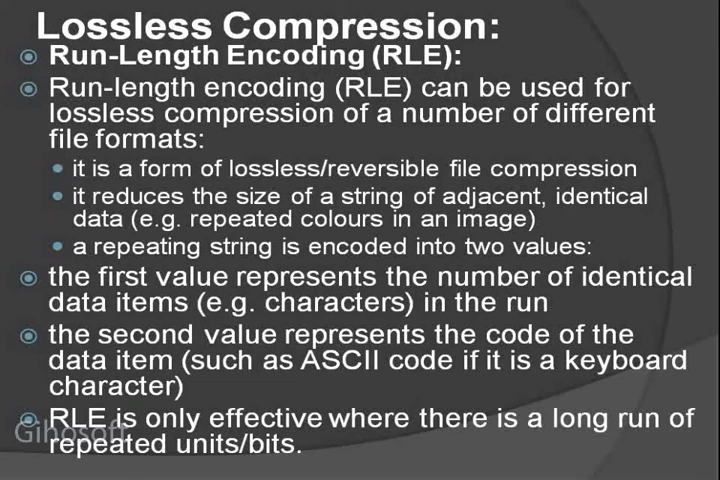 Lossless Compression:
Run-Length Encoding (RLE):
Run-length encoding (RLE) can be used for
lossless compression of a number of different
file formats:
it is a form of lossless/reversible file compression
it reduces the size of a string of adjacent, identical
data (e.g. repeated colours in an image)
a repeating string is encoded into two values:
the first value represents the number of identical
data items (e.g. characters) in the run
the second value represents the code of the
data item (such as ASCII code if it is a keyboard
character)
RLE is only effective where there is a long run of
repeated units/bits.
Gihosoft